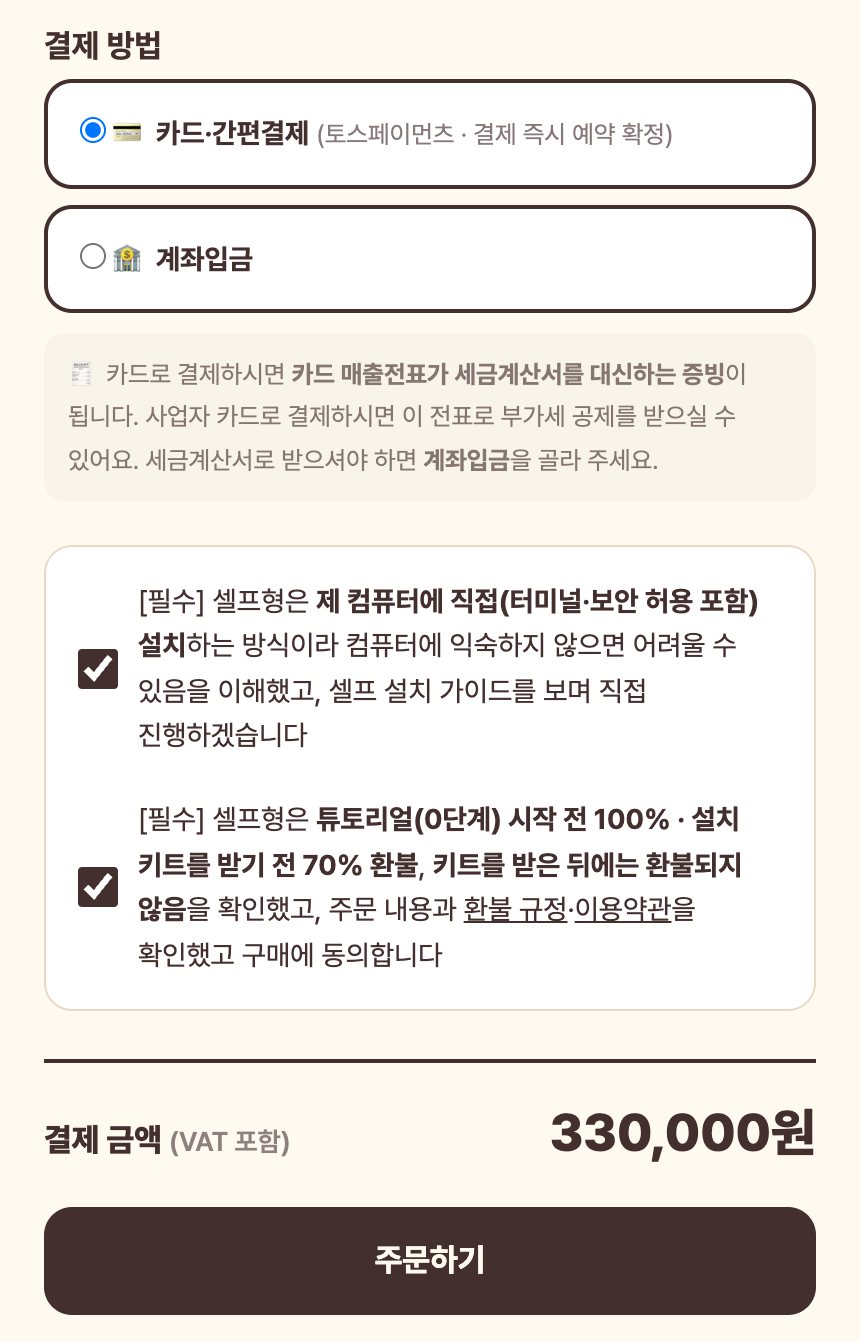 결제 방법
카드·간편결제 (토스페이먼츠 · 결제 즉시 예약 확정)
계좌입금
카드로 결제하시면 카드 매출전표가 세금계산서를 대신하는 증빙이
됩니다. 사업자 카드로 결제하시면 이 전표로 부가세 공제를 받으실 수
있어요. 세금계산서로 받으셔야 하면 계좌입금을 골라 주세요.
[필수] 셀프형은 제 컴퓨터에 직접(터미널·보안 허용 포함)
설치하는 방식이라 컴퓨터에 익숙하지 않으면 어려울 수
있음을 이해했고, 셀프 설치 가이드를 보며 직접
진행하겠습니다
[필수] 셀프형은 튜토리얼(0단계) 시작 전 100% · 설치
키트를 받기 전 70% 환불, 키트를 받은 뒤에는 환불되지
않음을 확인했고, 주문 내용과 환불 규정·이용약관을
확인했고 구매에 동의합니다
결제 금액 (VAT 포함)
330,000원
주문하기